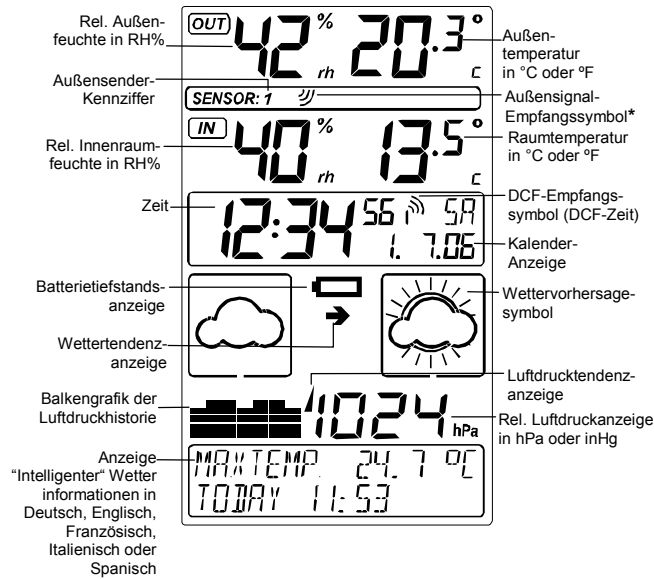 Rel. Außen-
feuchte in RH%
OUT 42 % rh 20.3 ° C
Außen-
temperatur
in °C oder ºF
Außensender-
Kennziffer
SENSOR: 1
Außensignal-
Empfangssymbol*
IN 40 % rh 13.5 ° C
Rel. Innenraum-
feuchte in RH%
Raumtemperatur
in °C oder ºF
Zeit
12:34 56 SA
1. 7.06
DCF-Empfangs-
symbol (DCF-Zeit)
Kalender-
Anzeige
Batterietiefstands-
anzeige
Wettertendenz-
anzeige
Wettervorhersage-
symbol
Luftdrucktendenz-
anzeige
Balkengrafik der
Luftdruckhistorie
1024 hPa
Rel. Luftdruckanzeige
in hPa oder inHg
Anzeige
“Intelligenter“ Wetter
informationen in
Deutsch, Englisch,
Französisch,
Italienisch oder
Spanisch
MAX TEMP. 24. 7 ºC
TODAY 11:53